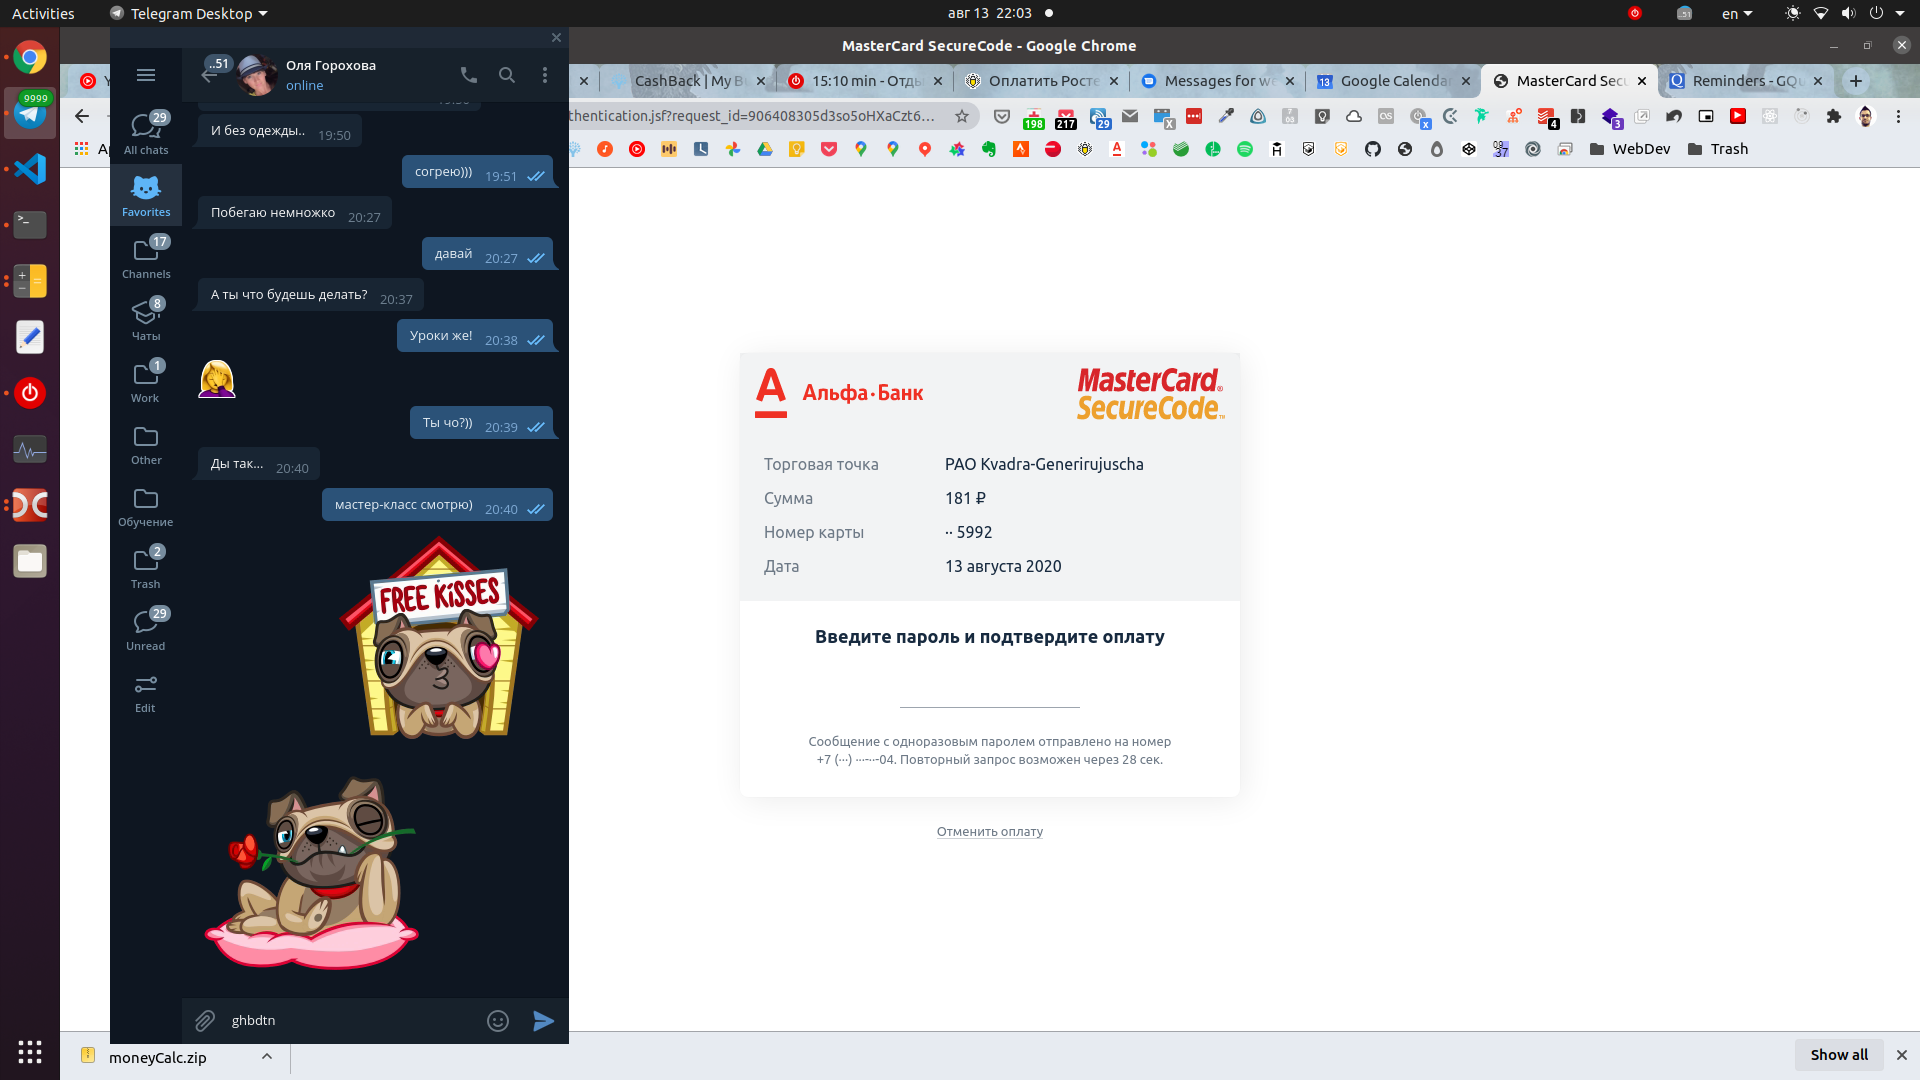 Activities
Telegram Desktop
авг 13 22:03
en
MasterCard SecureCode - Google Chrome
CashBack | My B
15:10 min - Отды
Оплатить Росте
Messages for we
Google Calenda
MasterCard Secu
Reminders - GQu
thentication.jsf?request_id=906408305d3so5oHXaCzt6...
198
217
29
X
x
4
3
WebDev
Trash
9999
..51
Оля Горохова
online
29
All chats
Favorites
17
Channels
8
Чаты
1
Work
Other
Обучение
2
Trash
29
Unread
Edit
И без одежды.. 19:50
согрею))) 19:51
Побегаю немножко 20:27
давай 20:27
А ты что будешь делать? 20:37
Уроки же! 20:38
Ты чо?)) 20:39
Ды так... 20:40
мастер-класс смотрю) 20:40
FREE KiSSES
ghbdtn
Альфа·Банк
MasterCard®
SecureCode™
Торговая точка PAO Kvadra-Generirujuscha
Сумма 181 ₽
Номер карты ·· 5992
Дата 13 августа 2020
Введите пароль и подтвердите оплату
Сообщение с одноразовым паролем отправлено на номер
+7 (···) ···-··-04. Повторный запрос возможен через 28 сек.
Отменить оплату
moneyCalc.zip
Show all